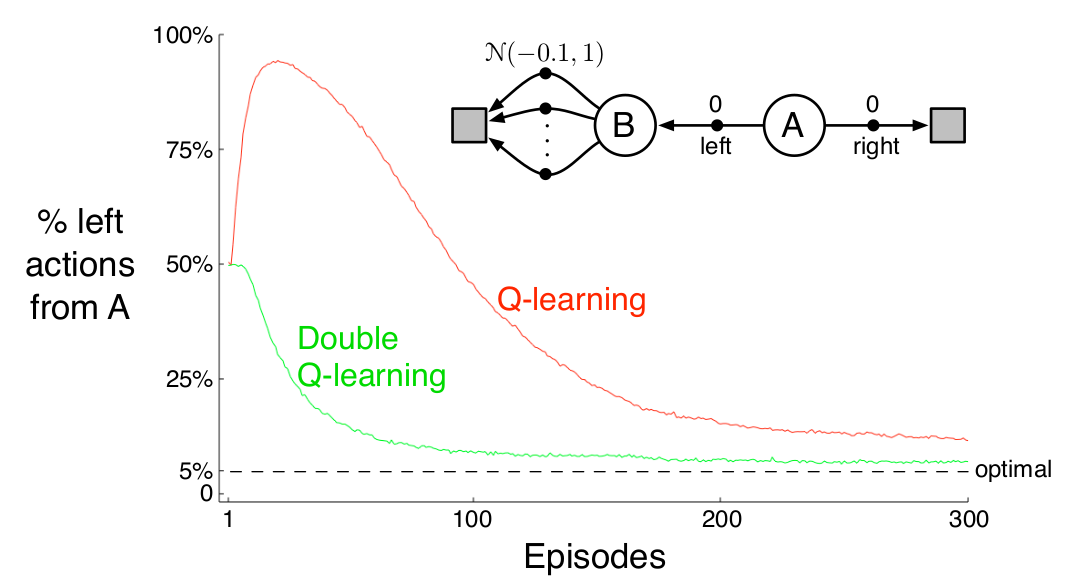 100%
75%
50%
25%
5%
0
% left
actions
from A
N(−0.1, 1)
B
0
left
A
0
right
Q-learning
Double
Q-learning
optimal
1
100
200
300
Episodes